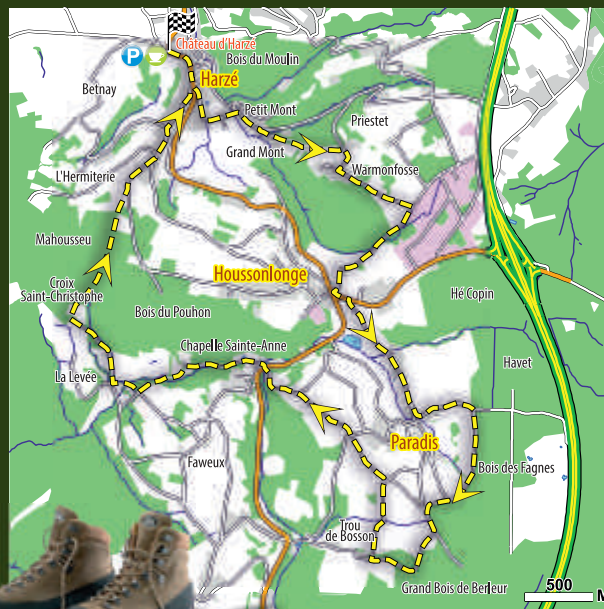 P
Château d'Harzé
Bois du Moulin
Harzé
Betnay
Petit Mont
Priestet
Grand Mont
Warmonfosse
L'Hermiterie
Mahousseu
Houssonlonge
Croix
Saint-Christophe
Hé Copin
Bois du Pouhon
Chapelle Sainte-Anne
Havet
La Levée
Paradis
Faweux
Bois des Fagnes
Trou
de Bosson
Grand Bois de Berleur
500
M